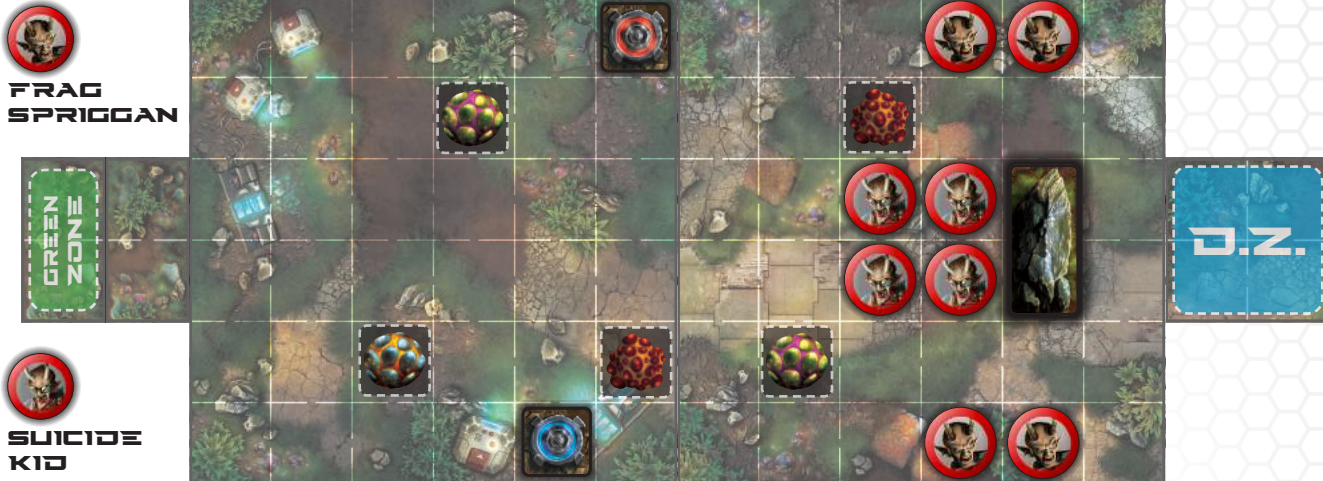 FRAG
SPRIGGAN
GREEN
ZONE
D.Z.
SUICIDE
KID